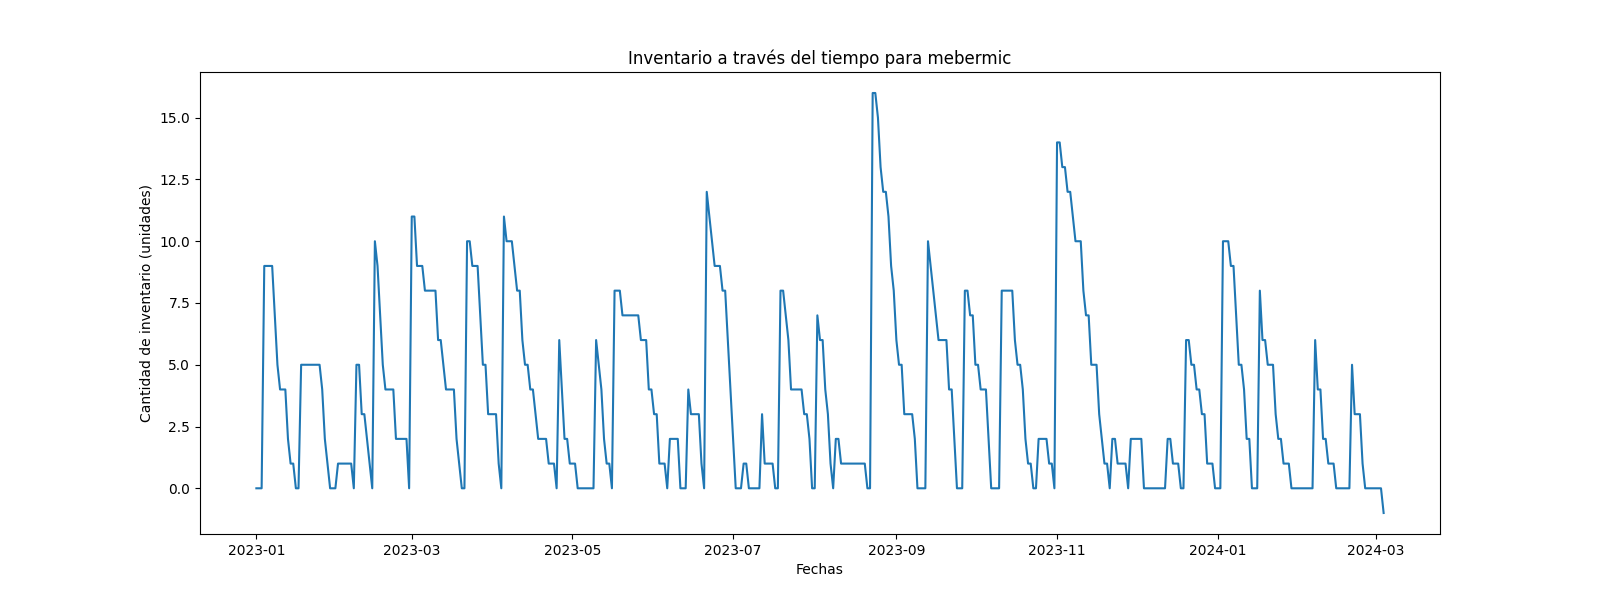 Inventario a través del tiempo para mebermic
Cantidad de inventario (unidades)
15.0
12.5
10.0
7.5
5.0
2.5
0.0
2023-01 2023-03 2023-05 2023-07 2023-09 2023-11 2024-01 2024-03
Fechas